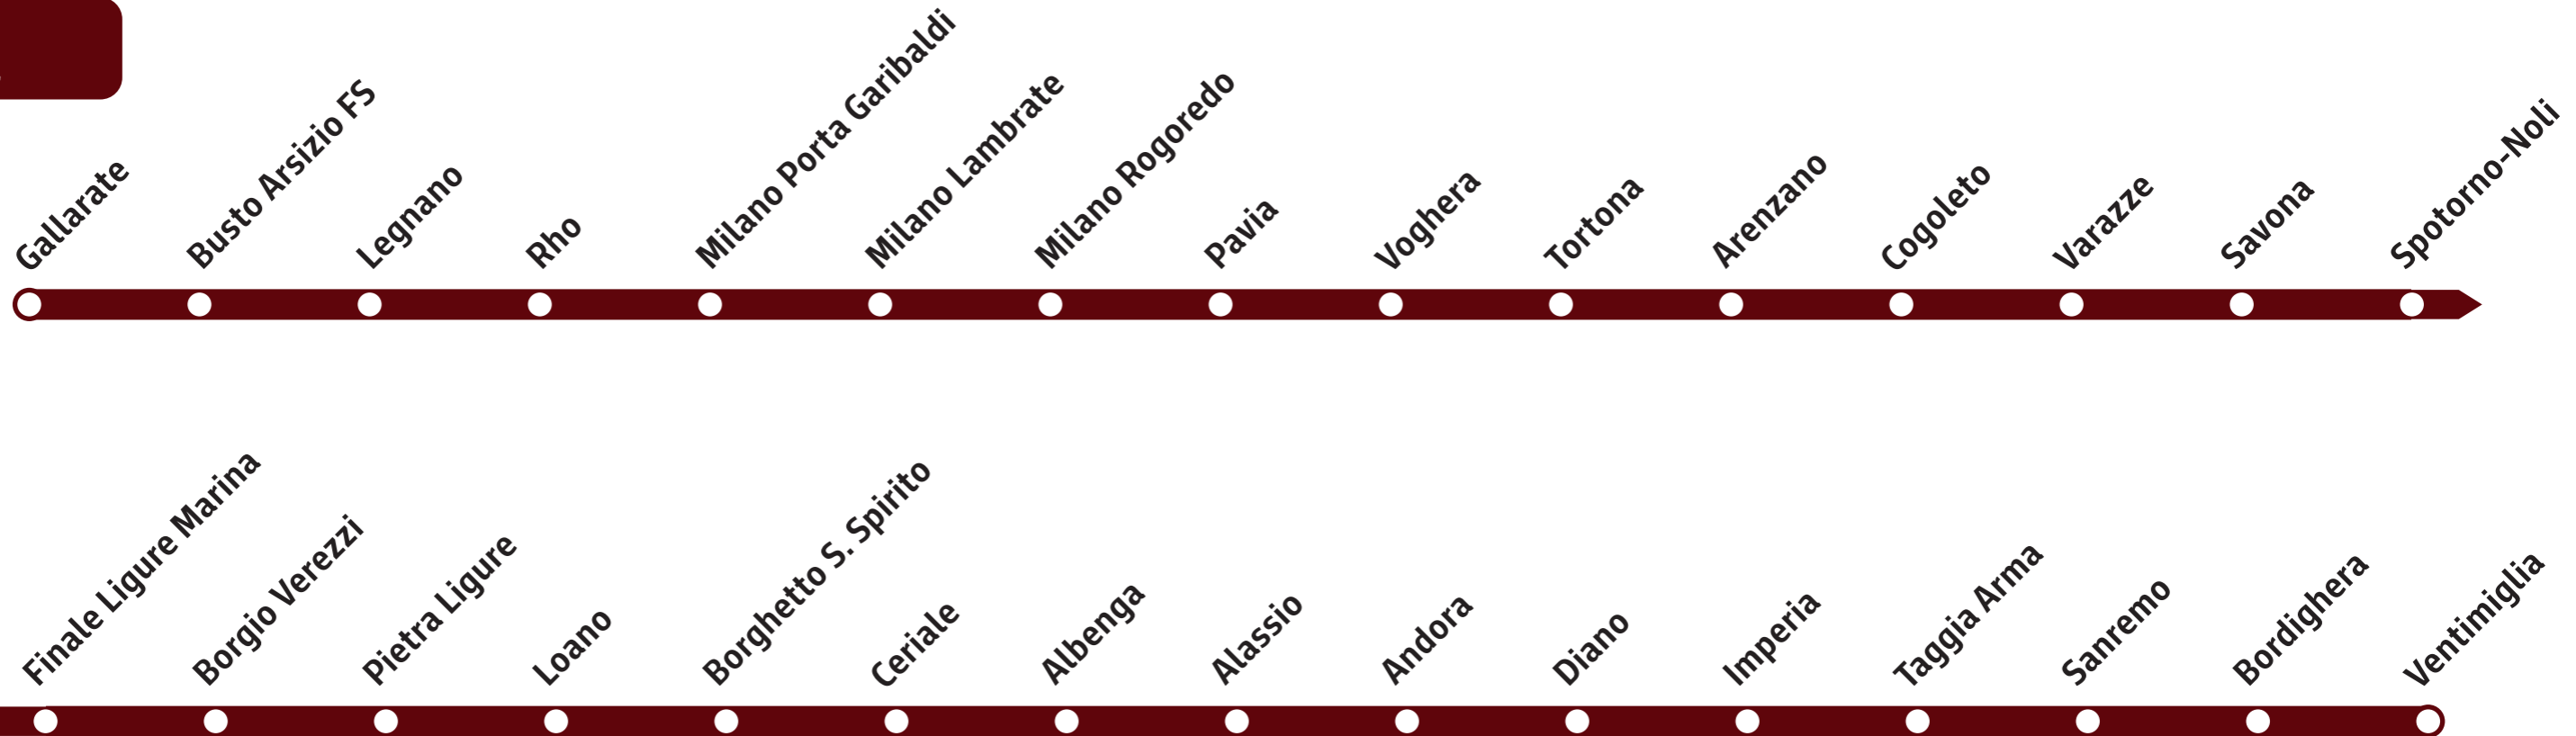 Gallarate
Busto Arsizio FS
Legnano
Rho
Milano Porta Garibaldi
Milano Lambrate
Milano Rogoredo
Pavia
Voghera
Tortona
Arenzano
Cogoleto
Varazze
Savona
Spotorno-Noli
Finale Ligure Marina
Borgio Verezzi
Pietra Ligure
Loano
Borghetto S. Spirito
Ceriale
Albenga
Alassio
Andora
Diano
Imperia
Taggia Arma
Sanremo
Bordighera
Ventimiglia